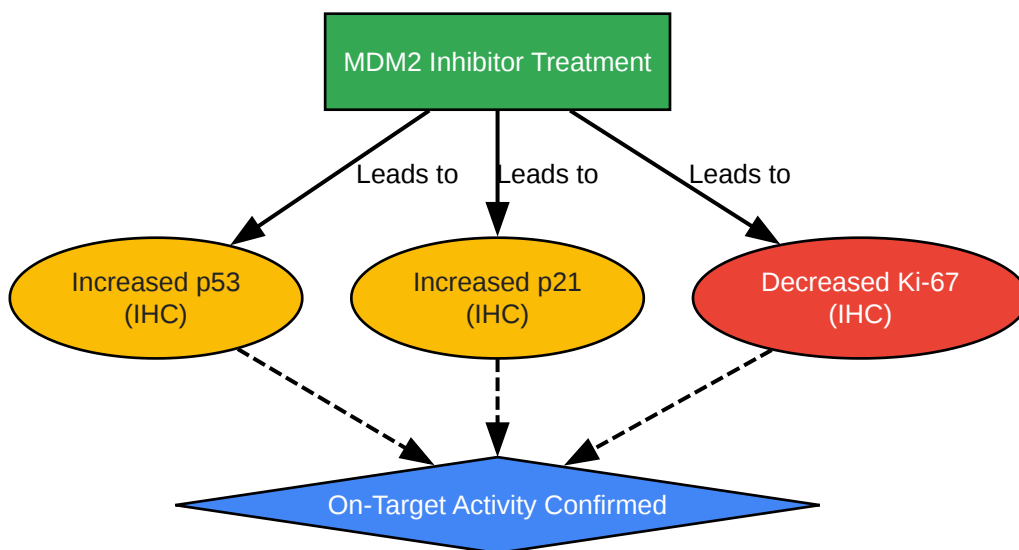 MDM2 Inhibitor Treatment
Leads to
Leads to
Leads to
Increased p53
(IHC)
Increased p21
(IHC)
Decreased Ki-67
(IHC)
On-Target Activity Confirmed